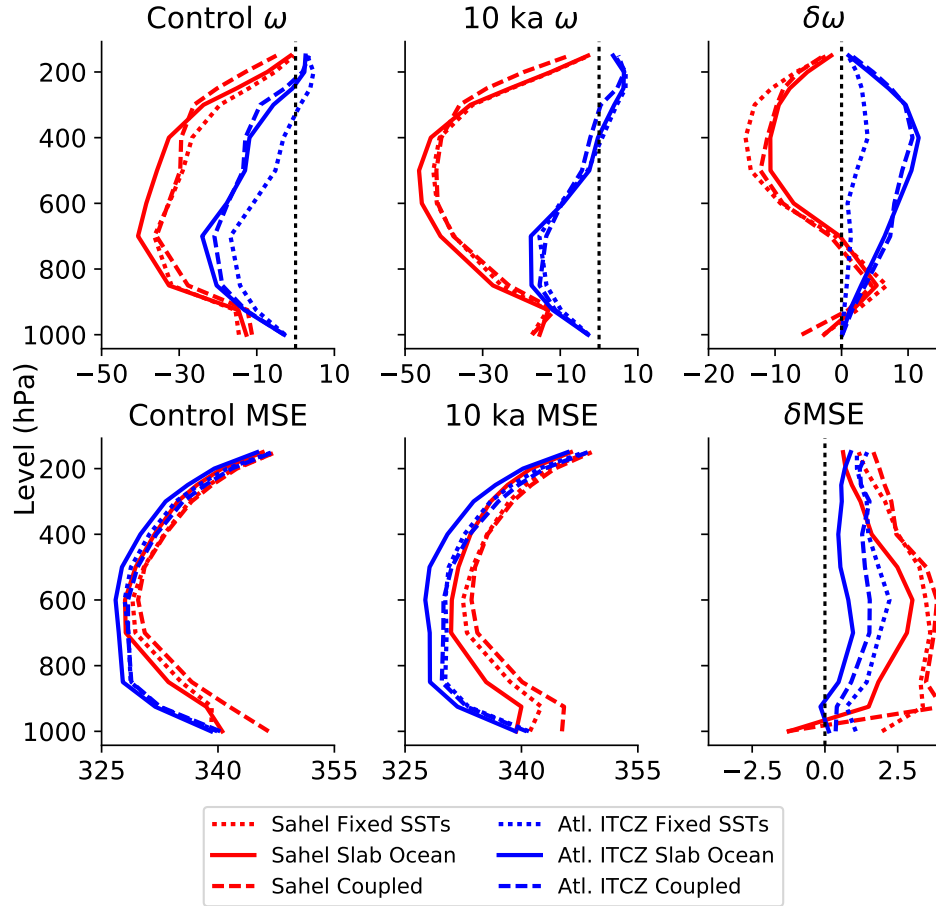 Control ω
10 ka ω
δω
200
400
600
800
1000
−50 −30 −10 10
−50 −30 −10 10
−20 −10 0 10
Level (hPa)
Control MSE
10 ka MSE
δMSE
200
400
600
800
1000
325 340 355
325 340 355
−2.5 0.0 2.5
Sahel Fixed SSTs
Sahel Slab Ocean
Sahel Coupled
Atl. ITCZ Fixed SSTs
Atl. ITCZ Slab Ocean
Atl. ITCZ Coupled